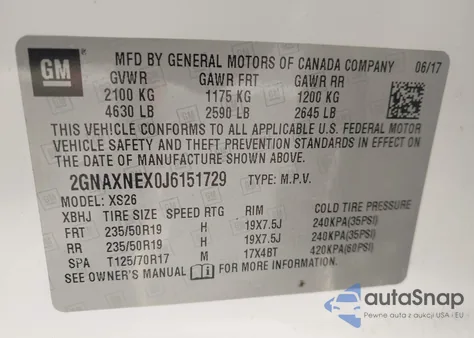 GM
MFD BY GENERAL MOTORS OF CANADA COMPANY 06/17
GVWR GAWR FRT GAWR RR
2100 KG 1175 KG 1200 KG
4630 LB 2590 LB 2645 LB
THIS VEHICLE CONFORMS TO ALL APPLICABLE U.S. FEDERAL MOTOR
VEHICLE SAFETY AND THEFT PREVENTION STANDARDS IN EFFECT ON
THE DATE OF MANUFACTURE SHOWN ABOVE.
2GNAXNEX0J6151729 TYPE: M.P.V.
MODEL: XS26
XBHJ TIRE SIZE SPEED RTG RIM COLD TIRE PRESSURE
FRT 235/50R19 H 19X7.5J 240KPA(35PSI)
RR 235/50R19 H 19X7.5J 240KPA(35PSI)
SPA T125/70R17 M 17X4BT 420KPA(60PSI)
SEE OWNER'S MANUAL FOR MORE INFORMATION
autoSnap
Pewne auta z aukcji USA i EU